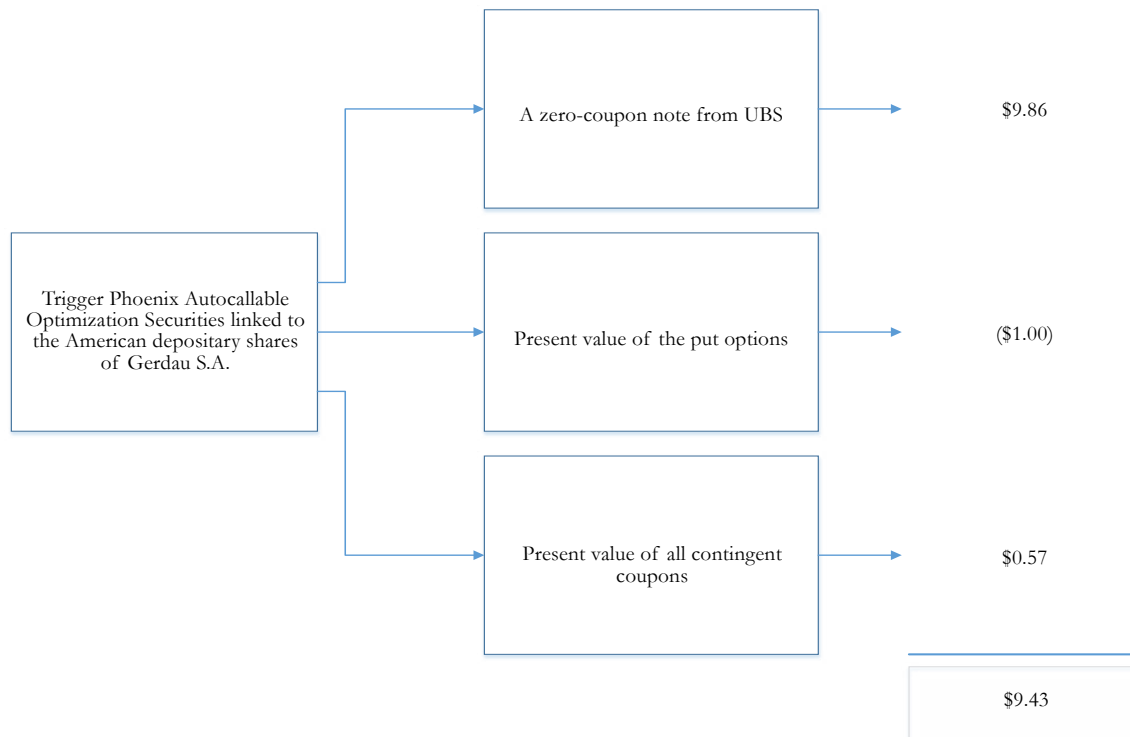 A zero-coupon note from UBS
$9.86
Trigger Phoenix Autocallable
Optimization Securities linked to
the American depositary shares
of Gerdau S.A.
Present value of the put options
($1.00)
Present value of all contingent
coupons
$0.57
$9.43